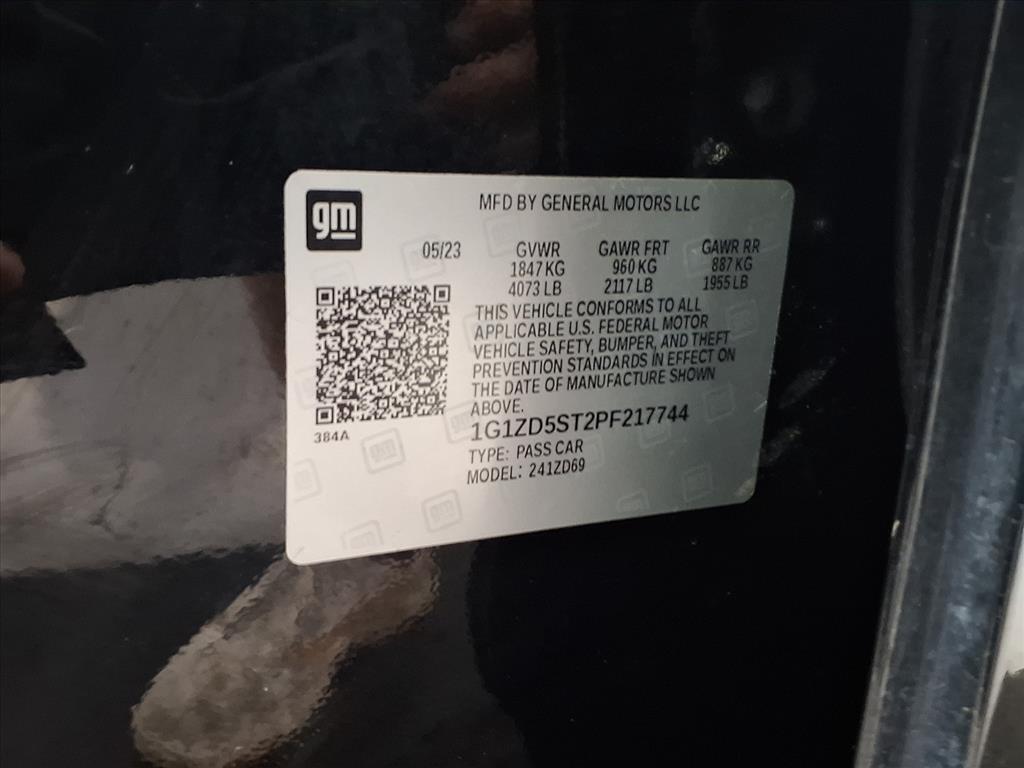 gm
MFD BY GENERAL MOTORS LLC
05/23
GVWR GAWR FRT GAWR RR
1847 KG 960 KG 887 KG
4073 LB 2117 LB 1955 LB
THIS VEHICLE CONFORMS TO ALL
APPLICABLE U.S. FEDERAL MOTOR
VEHICLE SAFETY, BUMPER, AND THEFT
PREVENTION STANDARDS IN EFFECT ON
THE DATE OF MANUFACTURE SHOWN
ABOVE.
384A
1G1ZD5ST2PF217744
TYPE: PASS CAR
MODEL: 241ZD69